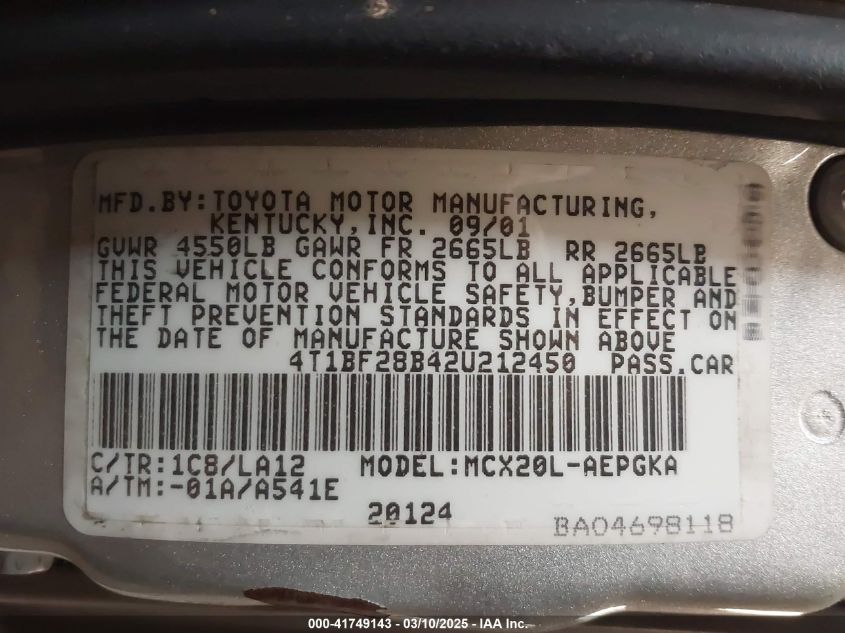 MFD.BY:TOYOTA MOTOR MANUFACTURING,
KENTUCKY,INC. 09/01
GVWR 4550LB GAWR FR 2665LB RR 2665LB
THIS VEHICLE CONFORMS TO ALL APPLICABLE
FEDERAL MOTOR VEHICLE SAFETY,BUMPER AND
THEFT PREVENTION STANDARDS IN EFFECT ON
THE DATE OF MANUFACTURE SHOWN ABOVE
4T1BF28B42U212450 PASS.CAR
C/TR:1C8/LA12 MODEL:MCX20L-AEPGKA
A/TM:-01A/A541E
20124
BA04698118
000-41749143 - 03/10/2025 - IAA Inc.